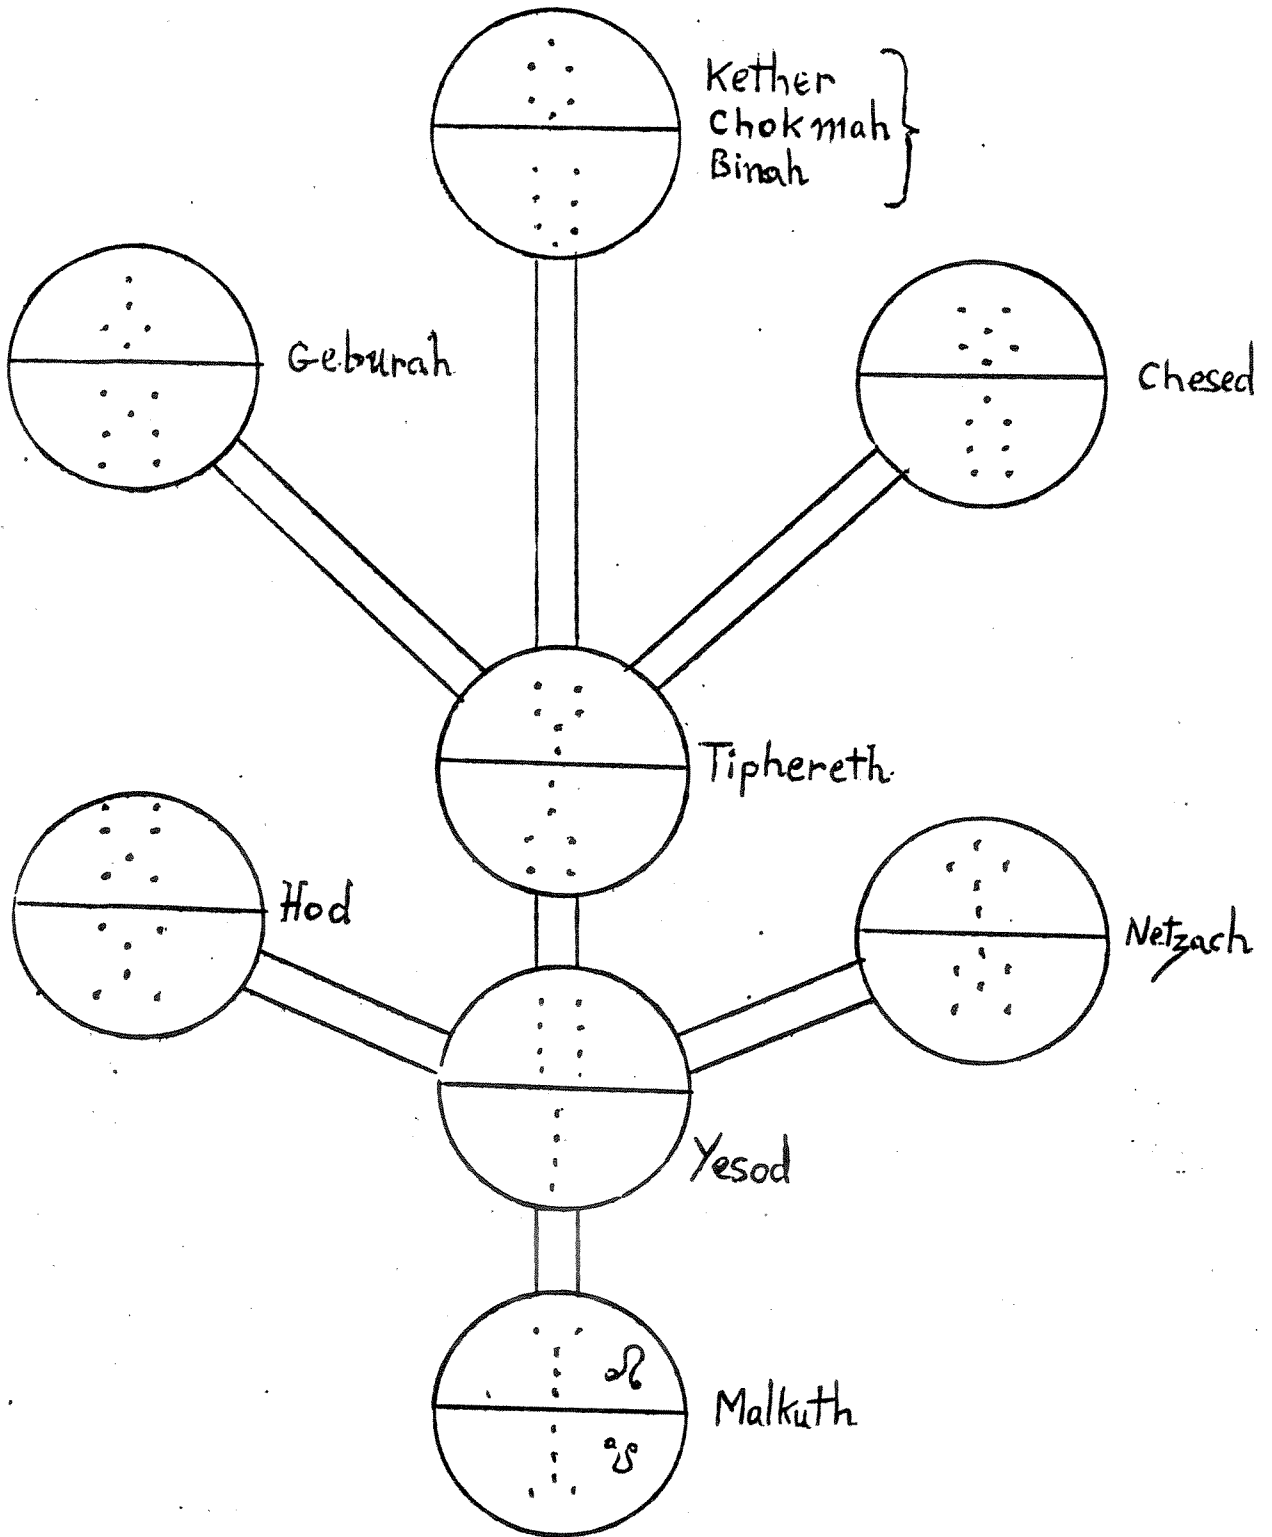 Kether
Chokmah
Binah
Geburah
Chesed
Tiphereth
Hod
Netzach
Yesod
♌
Malkuth